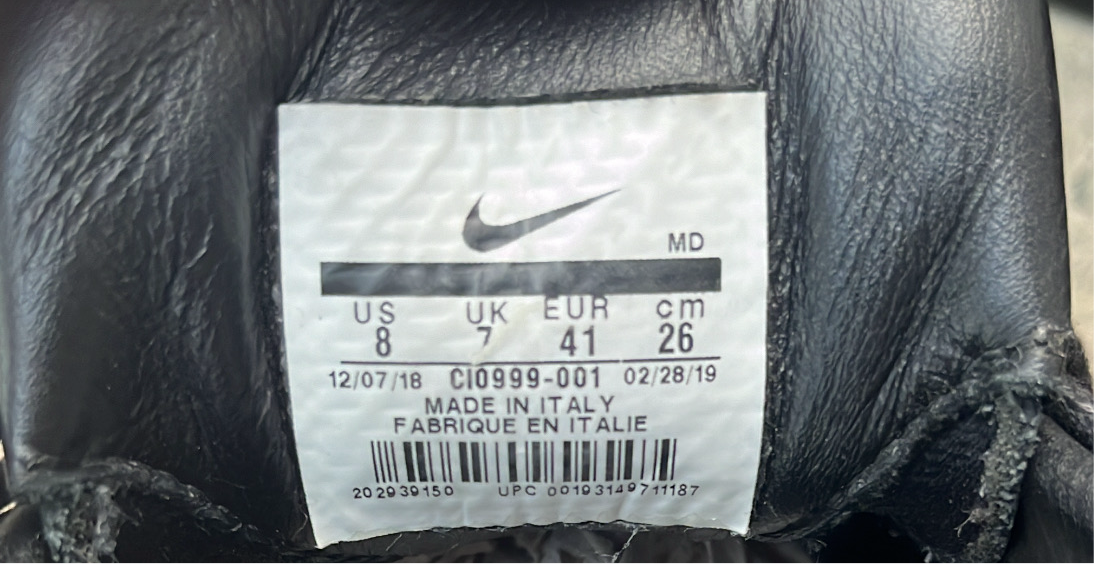 MD
US UK EUR cm
8 7 41 26
12/07/18 CI0999-001 02/28/19
MADE IN ITALY
FABRIQUE EN ITALIE
202939150 UPC 00193149711187